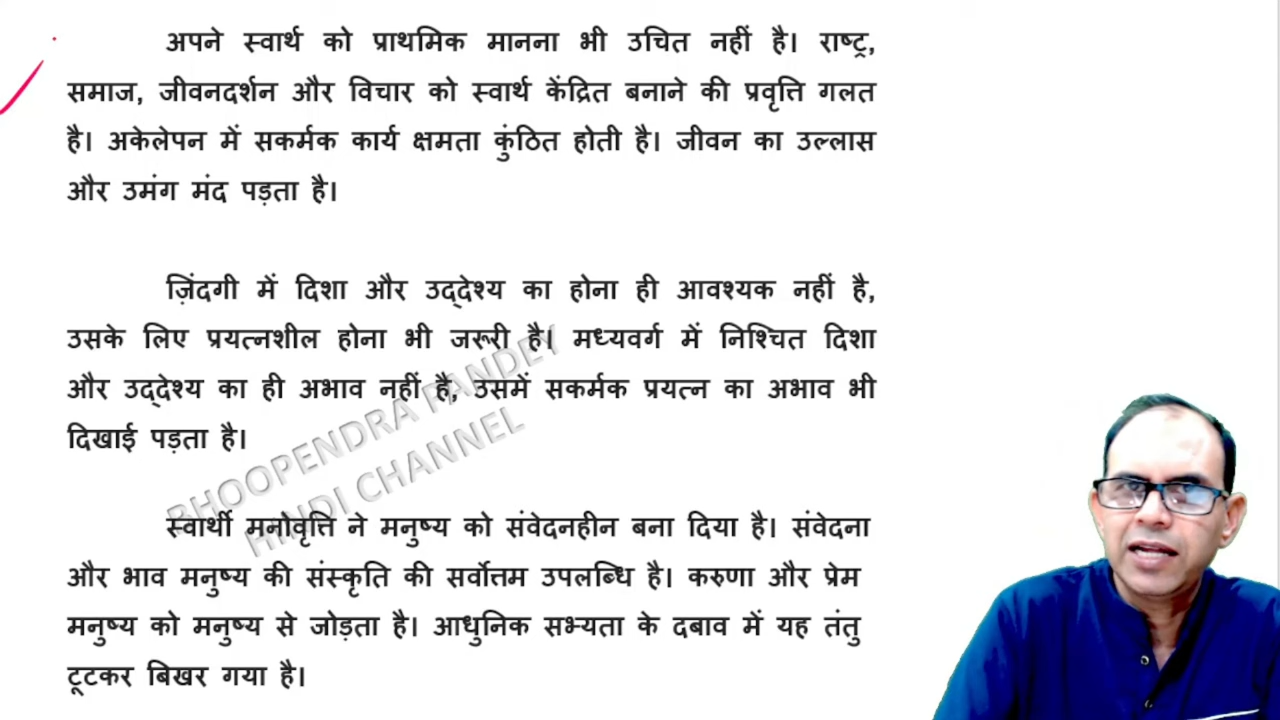 अपने स्वार्थ को प्राथमिक मानना भी उचित नहीं है। राष्ट्र,
समाज, जीवनदर्शन और विचार को स्वार्थ केंद्रित बनाने की प्रवृत्ति गलत
है। अकेलेपन में सकर्मक कार्य क्षमता कुंठित होती है। जीवन का उल्लास
और उमंग मंद पड़ता है।
ज़िंदगी में दिशा और उद्देश्य का होना ही आवश्यक नहीं है,
उसके लिए प्रयत्नशील होना भी जरूरी है। मध्यवर्ग में निश्चित दिशा
और उद्देश्य का ही अभाव नहीं है, उसमें सकर्मक प्रयत्न का अभाव भी
दिखाई पड़ता है।
स्वार्थी मनोवृत्ति ने मनुष्य को संवेदनहीन बना दिया है। संवेदना
और भाव मनुष्य की संस्कृति की सर्वोत्तम उपलब्धि है। करुणा और प्रेम
मनुष्य को मनुष्य से जोड़ता है। आधुनिक सभ्यता के दबाव में यह तंतु
टूटकर बिखर गया है।
BHOOPENDRA PANDEY
HINDI CHANNEL